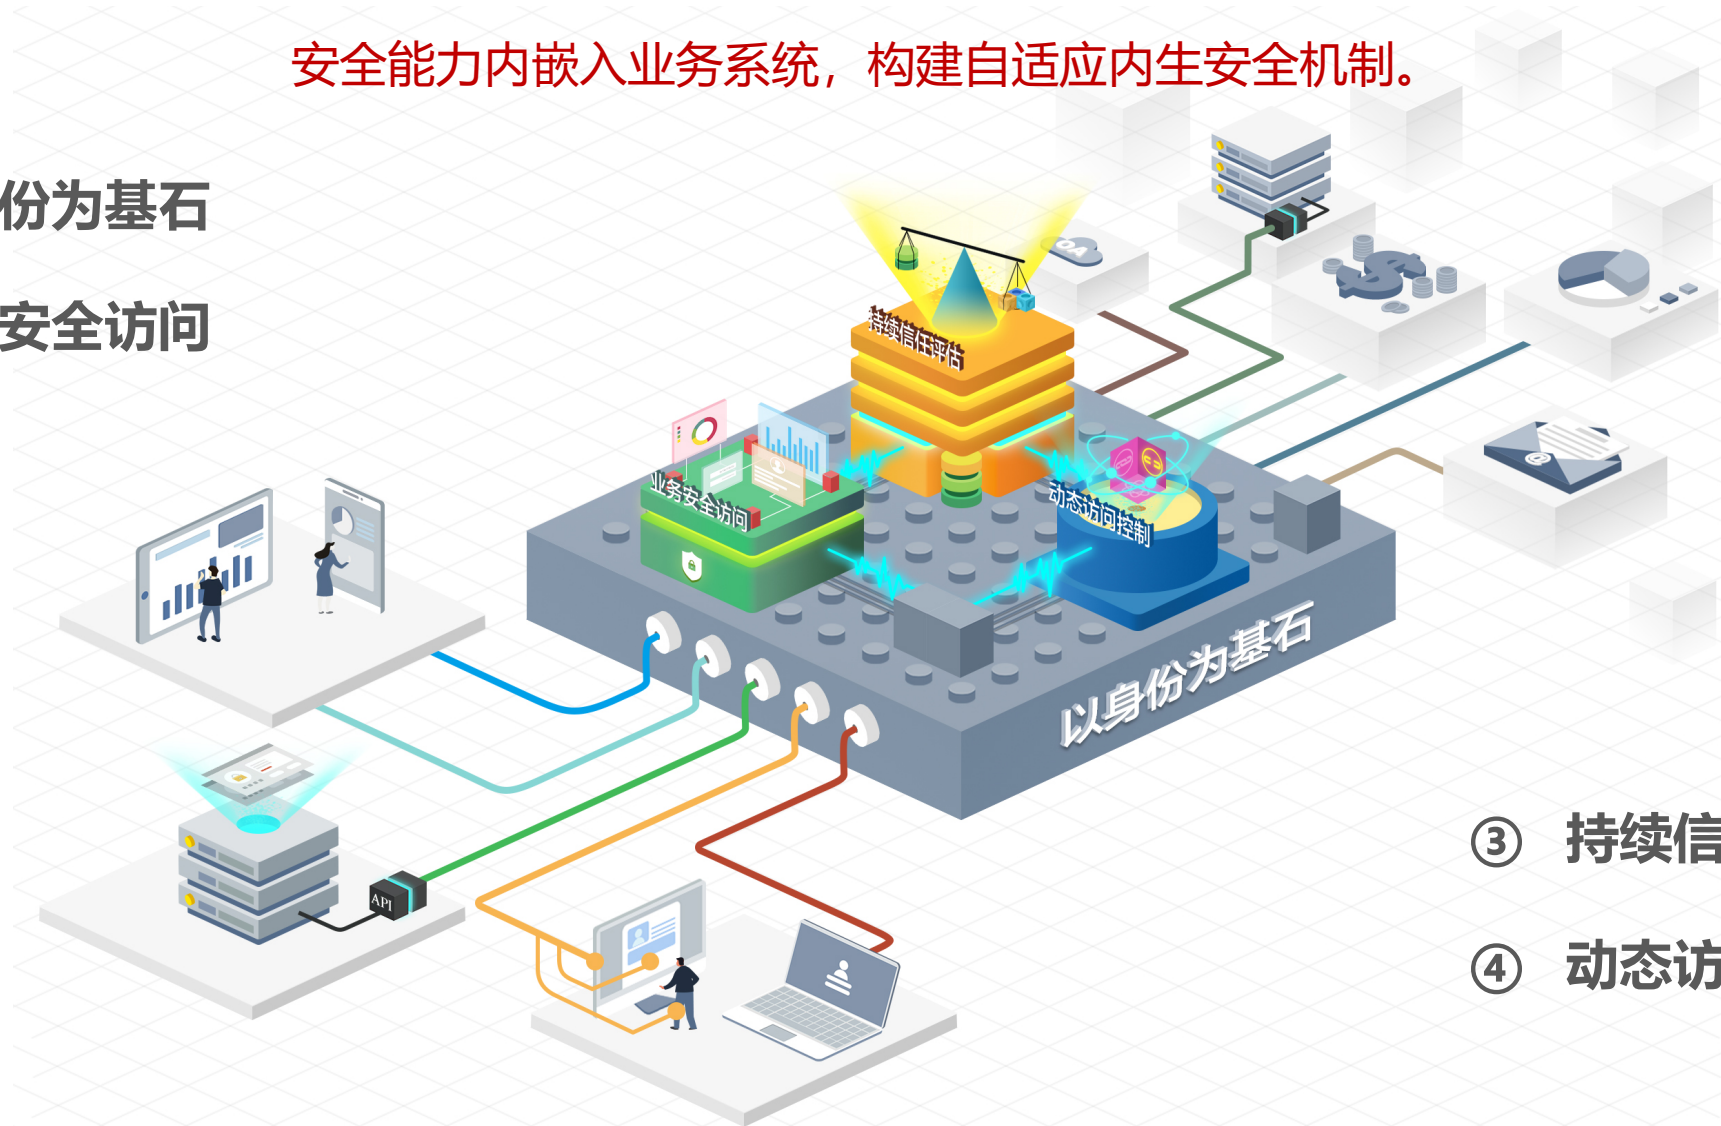 安全能力内嵌入业务系统，构建自适应内生安全机制。
份为基石
安全访问
OA
持续信任评估
业务安全访问
动态访问控制
@
以身份为基石
API
③ 持续信
④ 动态访